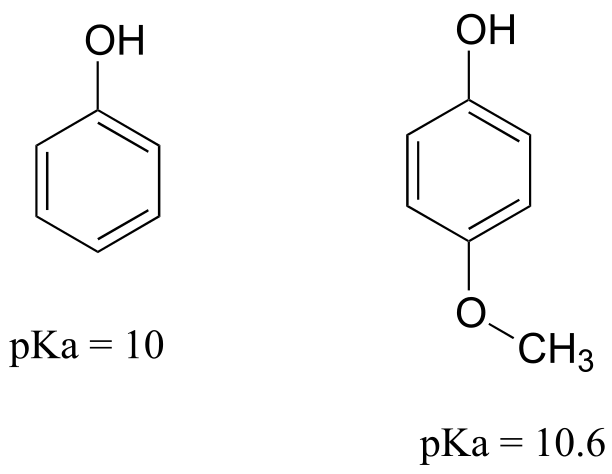 OH
OH
O
CH3
pKa = 10
pKa = 10.6